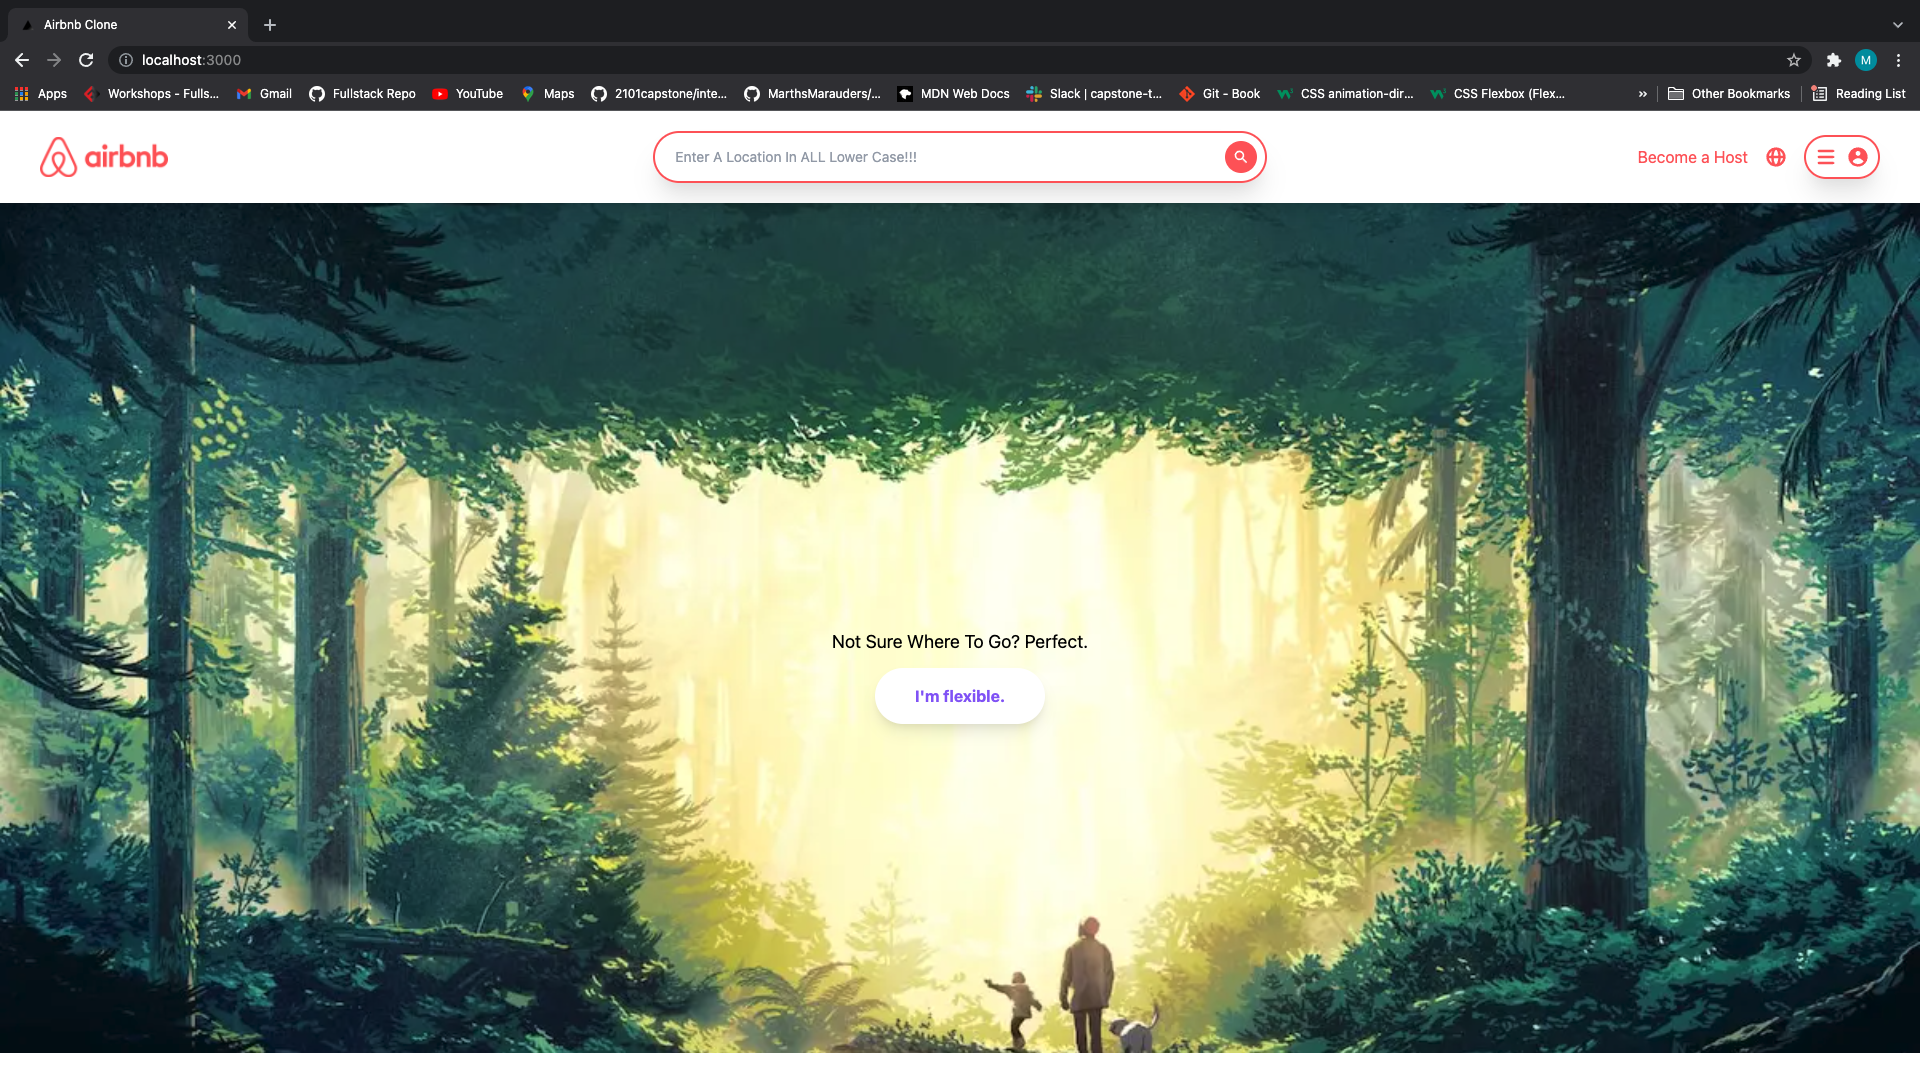 Airbnb Clone
localhost:3000
M
Apps
Workshops - Fulls...
Gmail
Fullstack Repo
YouTube
Maps
2101capstone/inte...
MarthsMarauders/...
MDN Web Docs
Slack | capstone-t...
Git - Book
CSS animation-dir...
CSS Flexbox (Flex...
»
Other Bookmarks
Reading List
airbnb
Enter A Location In ALL Lower Case!!!
Become a Host
Not Sure Where To Go? Perfect.
I'm flexible.